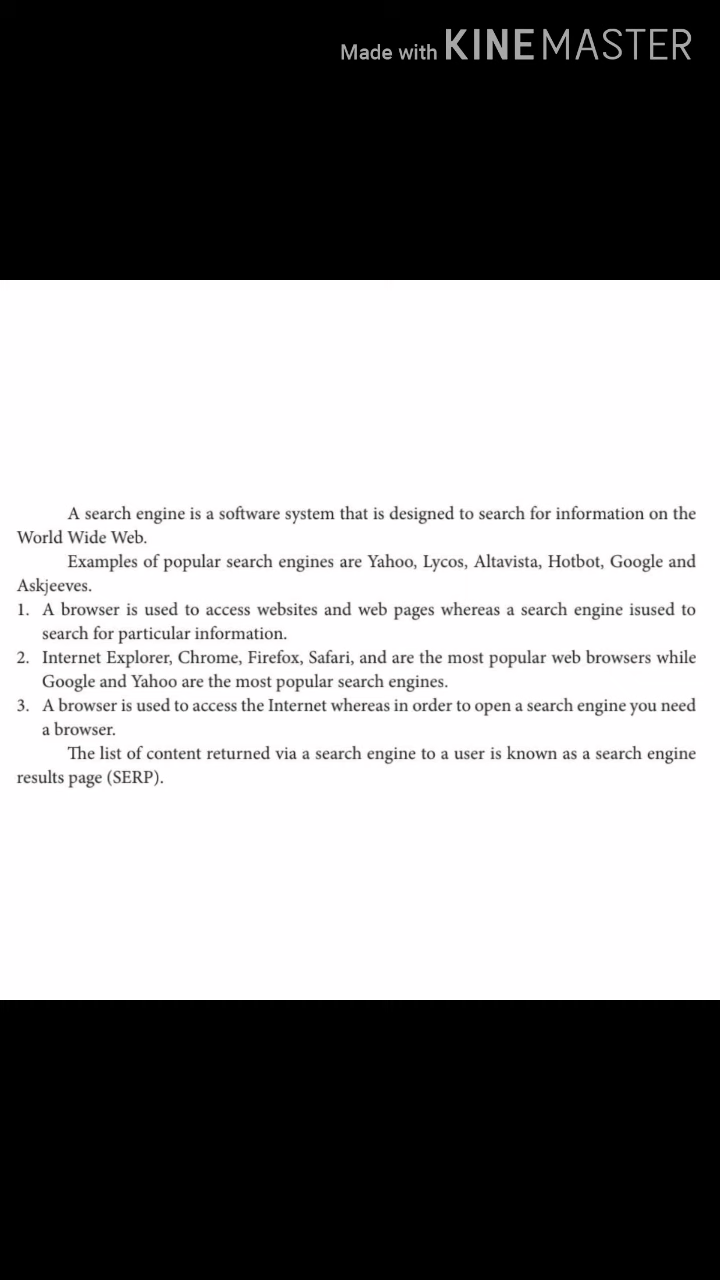 Made with KINEMASTER
A search engine is a software system that is designed to search for information on the
World Wide Web.
Examples of popular search engines are Yahoo, Lycos, Altavista, Hotbot, Google and
Askjeeves.
1. A browser is used to access websites and web pages whereas a search engine isused to
search for particular information.
2. Internet Explorer, Chrome, Firefox, Safari, and are the most popular web browsers while
Google and Yahoo are the most popular search engines.
3. A browser is used to access the Internet whereas in order to open a search engine you need
a browser.
The list of content returned via a search engine to a user is known as a search engine
results page (SERP).